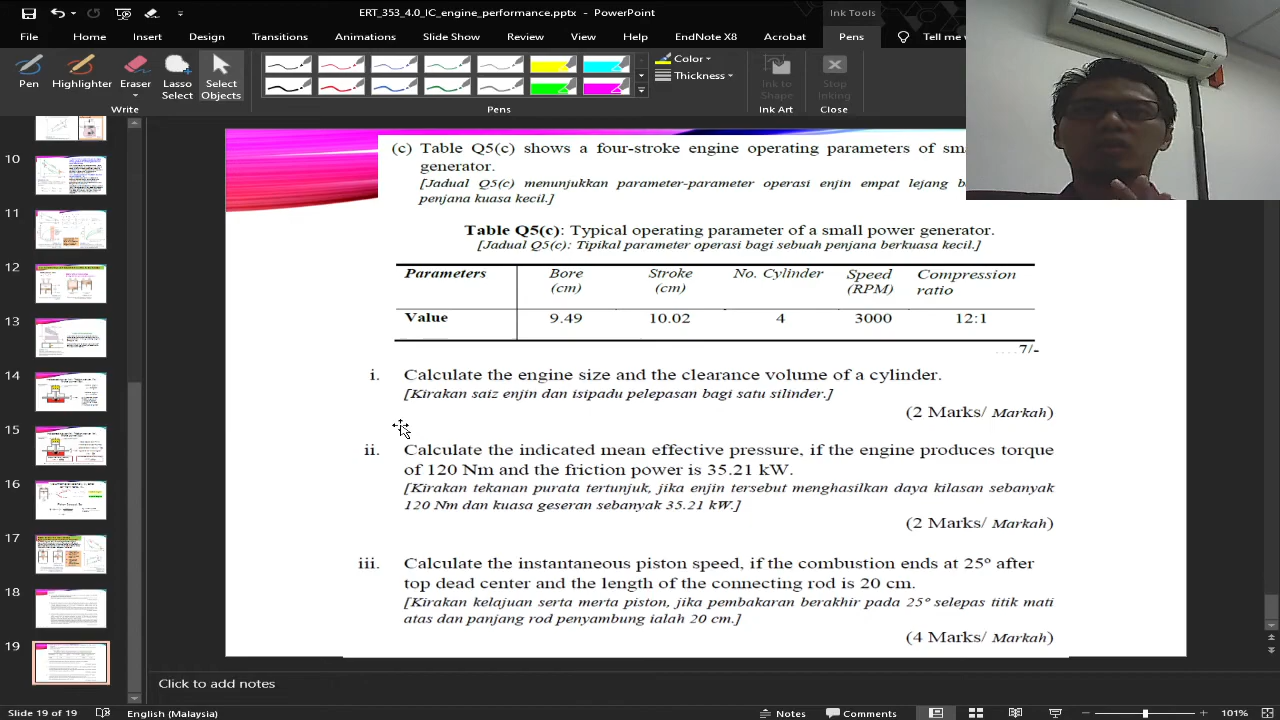 ERT_353_4.0_IC_engine_performance.pptx - PowerPoint
Ink Tools
File Home Insert Design Transitions Animations Slide Show Review View Help EndNote X8 Acrobat Pens Tell me
Pen Highlighter Eraser Lasso Select Select Objects
Color
Thickness
Ink to Shape
Stop Inking
Write
Pens
Ink Art
Close
(c) Table Q5(c) shows a four-stroke engine operating parameters of
generator.
[Jadual Q5(c) menunjukkan parameter-parameter operasi enjin empat lejang
penjana kuasa kecil.]
Table Q5(c): Typical operating parameter of a small power generator.
Q5(c): Tipikal parameter operasi bagi sebuah penjana berkuasa kecil.]
Parameters Bore (cm) Stroke (cm) No. Cylinder Speed (RPM) Compression ratio
Value 9.49 10.02 4 3000 12:1
....7/-
i. Calculate the engine size and the clearance volume of a cylinder.
[Kirakan saiz enjin dan isipadu pelepasan bagi satu silinder.]
(2 Marks/ Markah)
ii. Calculate indicated mean effective pressure, if the engine produces torque
of 120 Nm and the friction power is 35.21 kW.
[Kirakan min tekanan tertunjuk, jika enjin tersebut menghasilkan daya kilasan sebanyak
120 Nm dan kuasa geseran sebanyak 35.21 kW.]
(2 Marks/ Markah)
iii. Calculate the instantaneous piston speed, if the combustion ends at 25º after
top dead center and the length of the connecting rod is 20 cm.
[Kirakan halaju serta merta piston, jika pembakaran berakhir pada 25º selepas titik mati
atas dan panjang rod penyambung ialah 20 cm.]
(4 Marks/ Markah)
10
11
13
14
15
16
17
18
19
Click to add notes
Slide 19 of 19 English (Malaysia) Notes Comments 101%